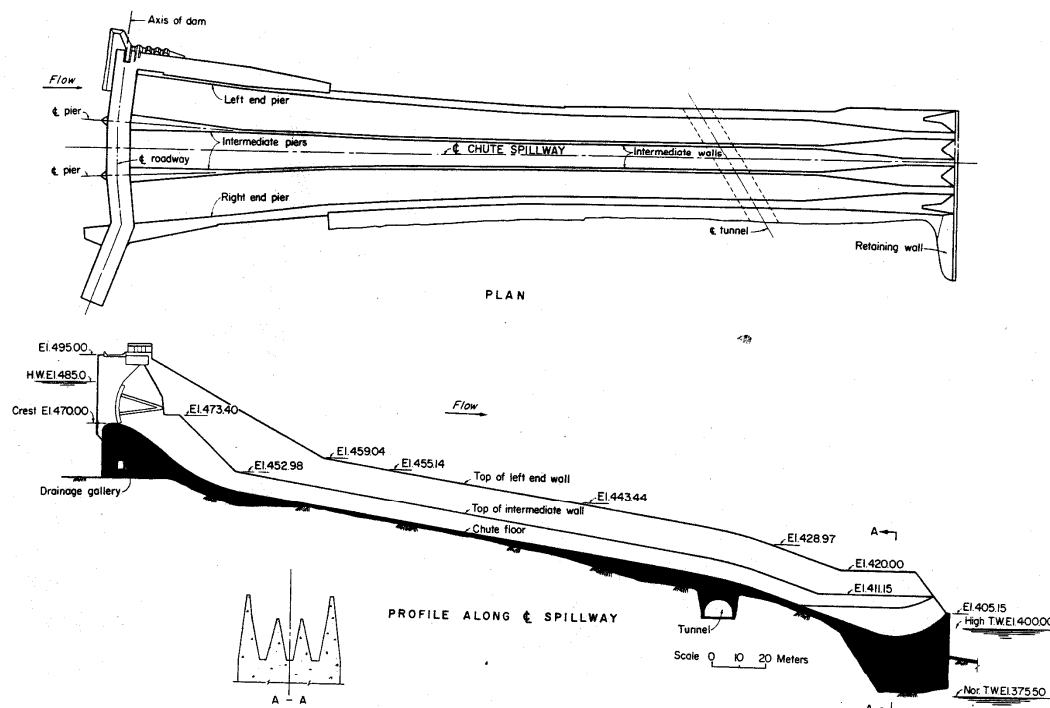 Axis of dam
Flow
Left end pier
℄ pier
Intermediate piers
℄ CHUTE SPILLWAY
Intermediate walls
℄ roadway
℄ pier
Right end pier
℄ tunnel
Retaining wall
PLAN
El.495.00
H.W.El.485.0
Crest El.470.00
El.473.40
Flow
El.459.04
El.452.98
El.455.14
Top of left end wall
Drainage gallery
El.443.44
Top of intermediate wall
Chute floor
El.428.97
A
El.420.00
El.411.15
El.405.15
High T.W.El.400.00
PROFILE ALONG ℄ SPILLWAY
Tunnel
Scale 0 10 20 Meters
Nor. T.W.El.375.50
A - A
A